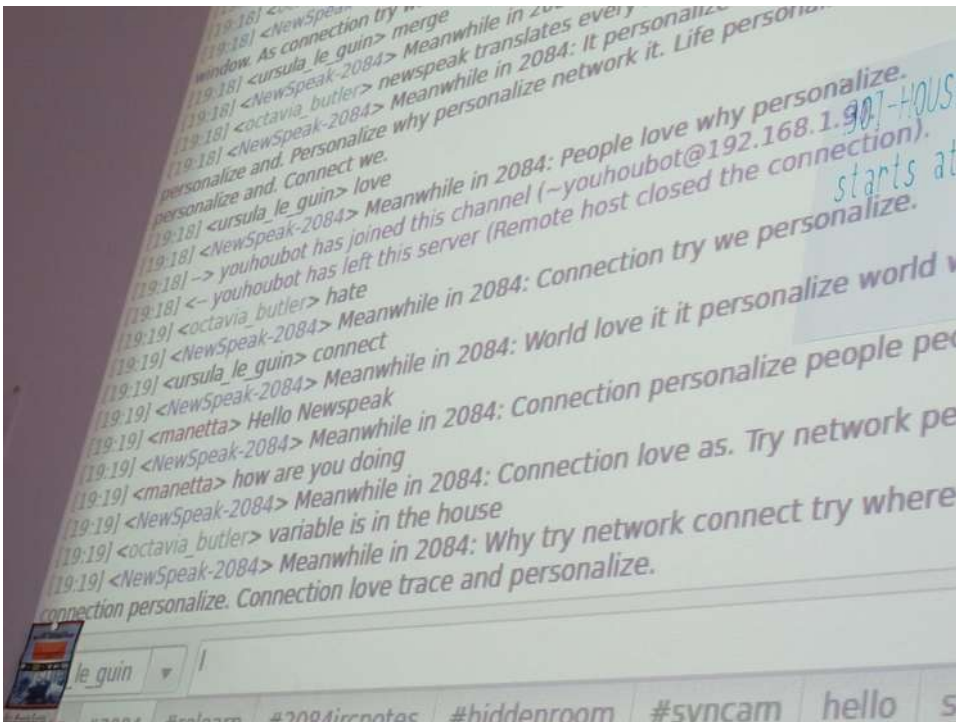 [19:18] <NewSpea
window. As connection try w
[19:18] <ursula_le_guin> merge
[19:18] <NewSpeak-2084> Meanwhile in
[19:18] <octavia_butler> newspeak translates every
[19:18] <NewSpeak-2084> Meanwhile in 2084: It personalize
personalize and. Personalize why personalize network it. Life personal
personalize and. Connect we.
[19:18] <ursula_le_guin> love
[19:18] <NewSpeak-2084> Meanwhile in 2084: People love why personalize.
[19:18] --> youhoubot has joined this channel (~youhoubot@192.168.1.
[19:18] <-- youhoubot has left this server (Remote host closed the connection).
[19:19] <octavia_butler> hate
[19:19] <NewSpeak-2084> Meanwhile in 2084: Connection try we personalize.
[19:19] <ursula_le_guin> connect
[19:19] <NewSpeak-2084> Meanwhile in 2084: World love it it personalize world w
[19:19] <manetta> Hello Newspeak
[19:19] <NewSpeak-2084> Meanwhile in 2084: Connection personalize people peo
[19:19] <manetta> how are you doing
[19:19] <NewSpeak-2084> Meanwhile in 2084: Connection love as. Try network pe
[19:19] <octavia_butler> variable is in the house
[19:19] <NewSpeak-2084> Meanwhile in 2084: Why try network connect try where
connection personalize. Connection love trace and personalize.
-HOUS
starts at
_le_guin
#relearn #2084ircnotes #hiddenroom #syncam hello s